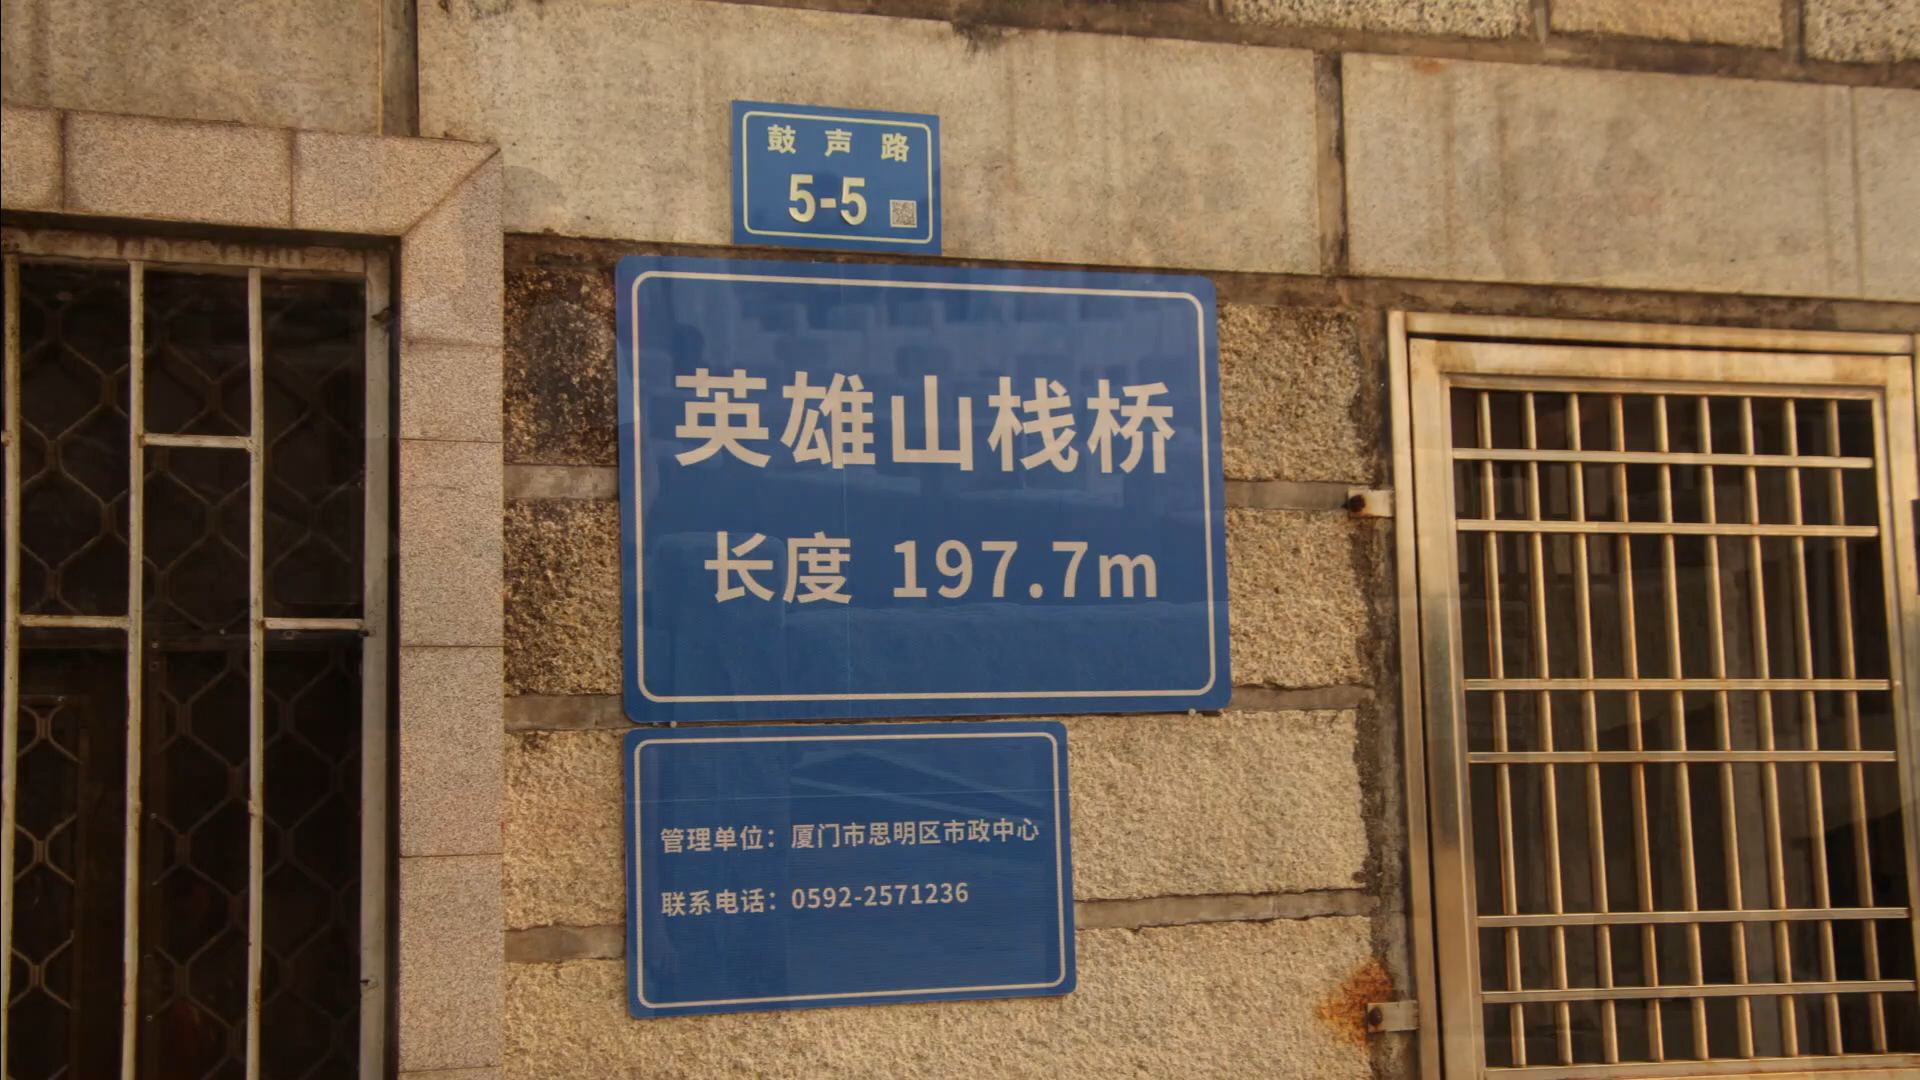 鼓声路
5-5
英雄山栈桥
长度 197.7m
管理单位：厦门市思明区市政中心
联系电话：0592-2571236